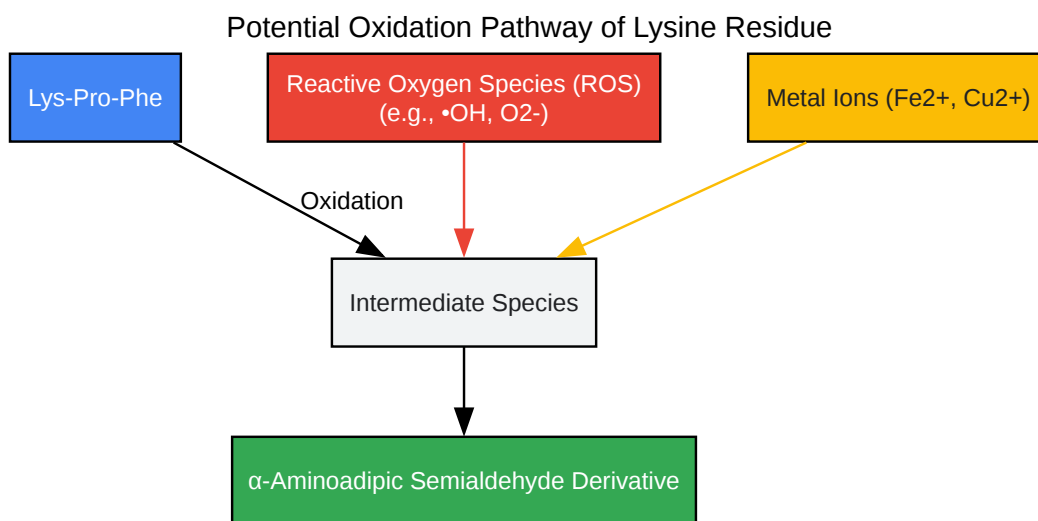 Potential Oxidation Pathway of Lysine Residue
Lys-Pro-Phe
Reactive Oxygen Species (ROS)
(e.g., •OH, O2-)
Metal Ions (Fe2+, Cu2+)
Oxidation
Intermediate Species
α-Aminoadipic Semialdehyde Derivative